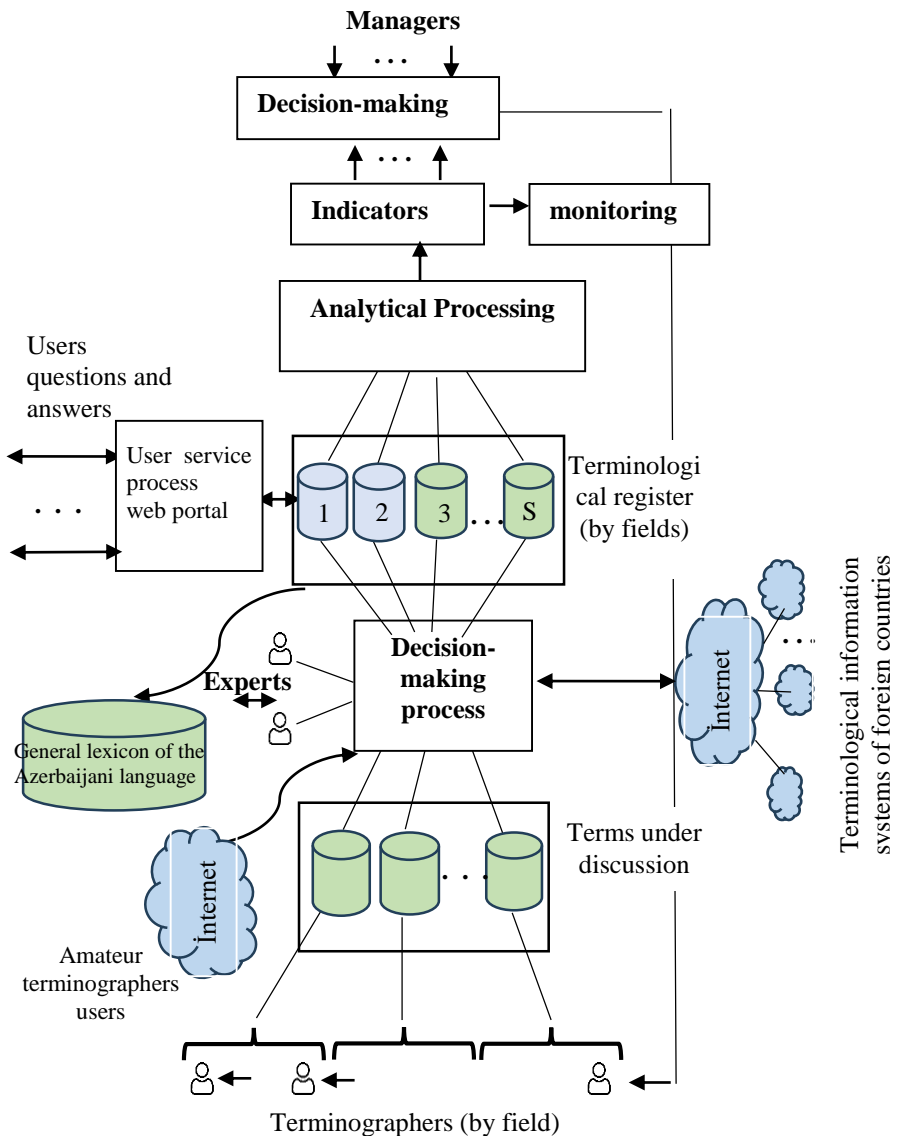 Managers
. . .
Decision-making
. . .
Indicators
monitoring
Analytical Processing
Users
questions and
answers
User service
process
web portal
. . .
1
2
3
...
S
Terminologi
cal register
(by fields)
Decision-
making
process
Experts
General lexicon of the
Azerbaijani language
İnternet
. . .
Terminological information
systems of foreign countries
. . .
Terms under
discussion
İnternet
Amateur
terminographers
users
Terminographers (by field)